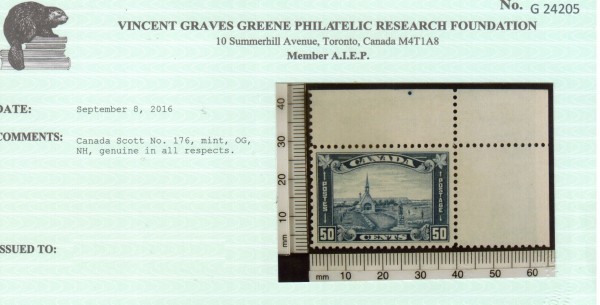 No. G 24205
VINCENT GRAVES GREENE PHILATELIC RESEARCH FOUNDATION
10 Summerhill Avenue, Toronto, Canada M4T1A8
Member A.I.E.P.
DATE: September 8, 2016
COMMENTS: Canada Scott No. 176, mint, OG,
NH, genuine in all respects.
ISSUED TO:
40
30
20
10
mm
CANADA
POSTES POSTAGE
50 CENTS 50
mm 10 20 30 40 50 60